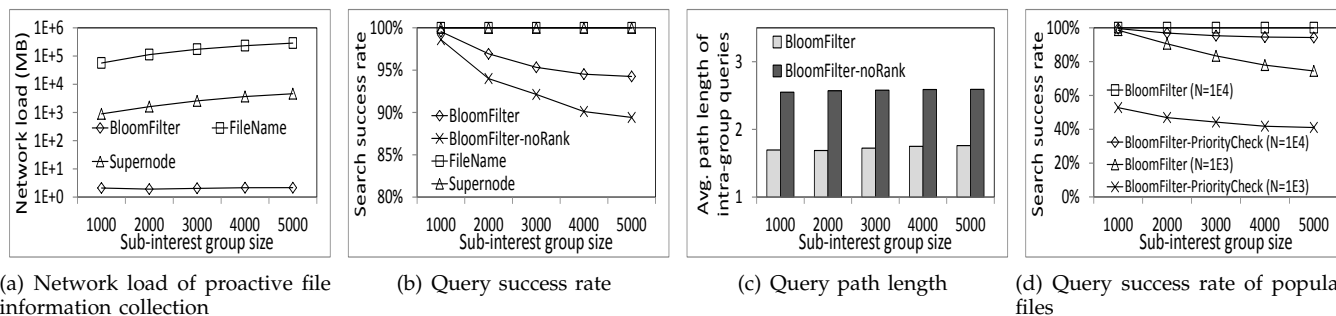 Network load (MB)
1E+6
1E+5
1E+4
1E+3
1E+2
1E+1
1E+0
BloomFilter
FileName
Supernode
1000 2000 3000 4000 5000
Sub-interest group size
(a) Network load of proactive file
information collection
Search success rate
100%
95%
90%
85%
80%
BloomFilter
BloomFilter-noRank
FileName
Supernode
1000 2000 3000 4000 5000
Sub-interest group size
(b) Query success rate
Avg. path length of
intra-group queries
3
2
1
BloomFilter
BloomFilter-noRank
1000 2000 3000 4000 5000
Sub-interest group size
(c) Query path length
Search success rate
100%
80%
60%
40%
20%
0%
BloomFilter (N=1E4)
BloomFilter-PriorityCheck (N=1E4)
BloomFilter (N=1E3)
BloomFilter-PriorityCheck (N=1E3)
1000 2000 3000 4000 5000
Sub-interest group size
(d) Query success rate of popula
files